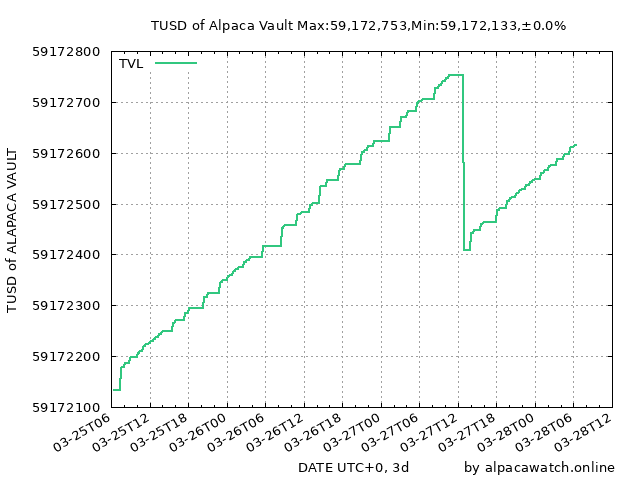 TUSD of Alpaca Vault Max:59,172,753,Min:59,172,133,±0.0%
TVL
TUSD of ALAPACA VAULT
59172800
59172700
59172600
59172500
59172400
59172300
59172200
59172100
03-25T06
03-25T12
03-25T18
03-26T00
03-26T06
03-26T12
03-26T18
03-27T00
03-27T06
03-27T12
03-27T18
03-28T00
03-28T06
03-28T12
DATE UTC+0, 3d
by alpacawatch.online